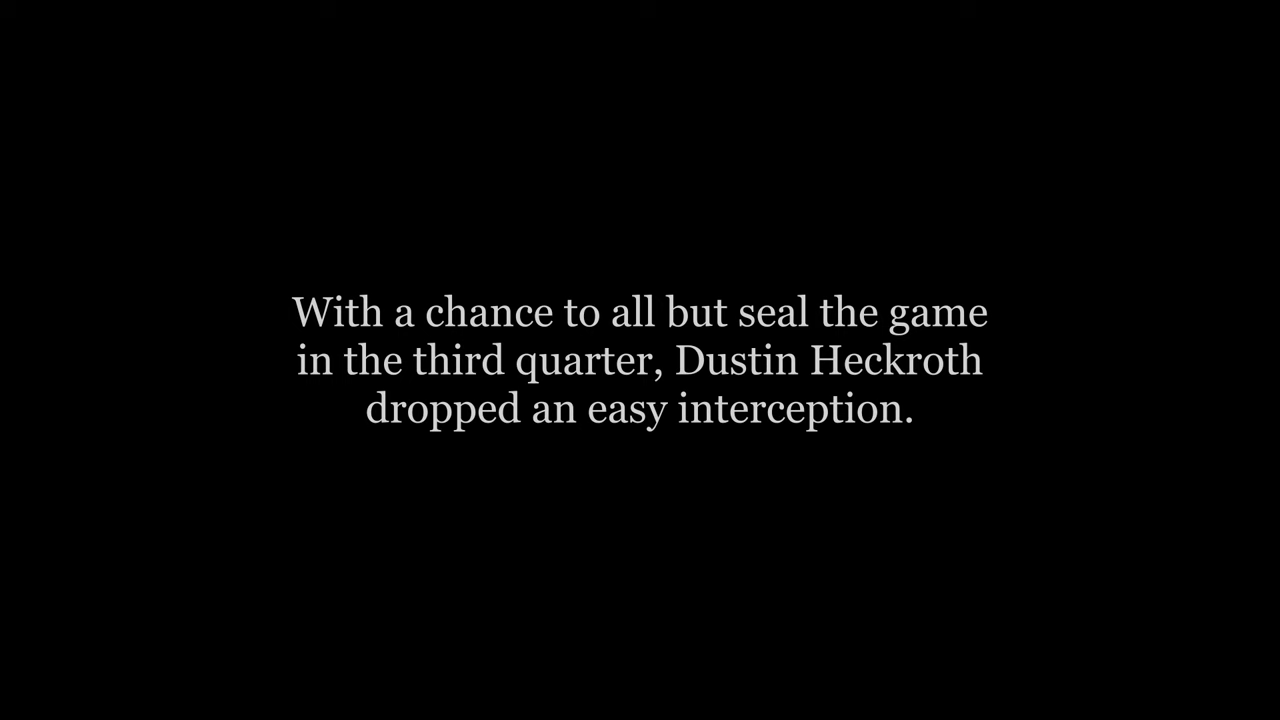 With a chance to all but seal the game
in the third quarter, Dustin Heckroth
dropped an easy interception.